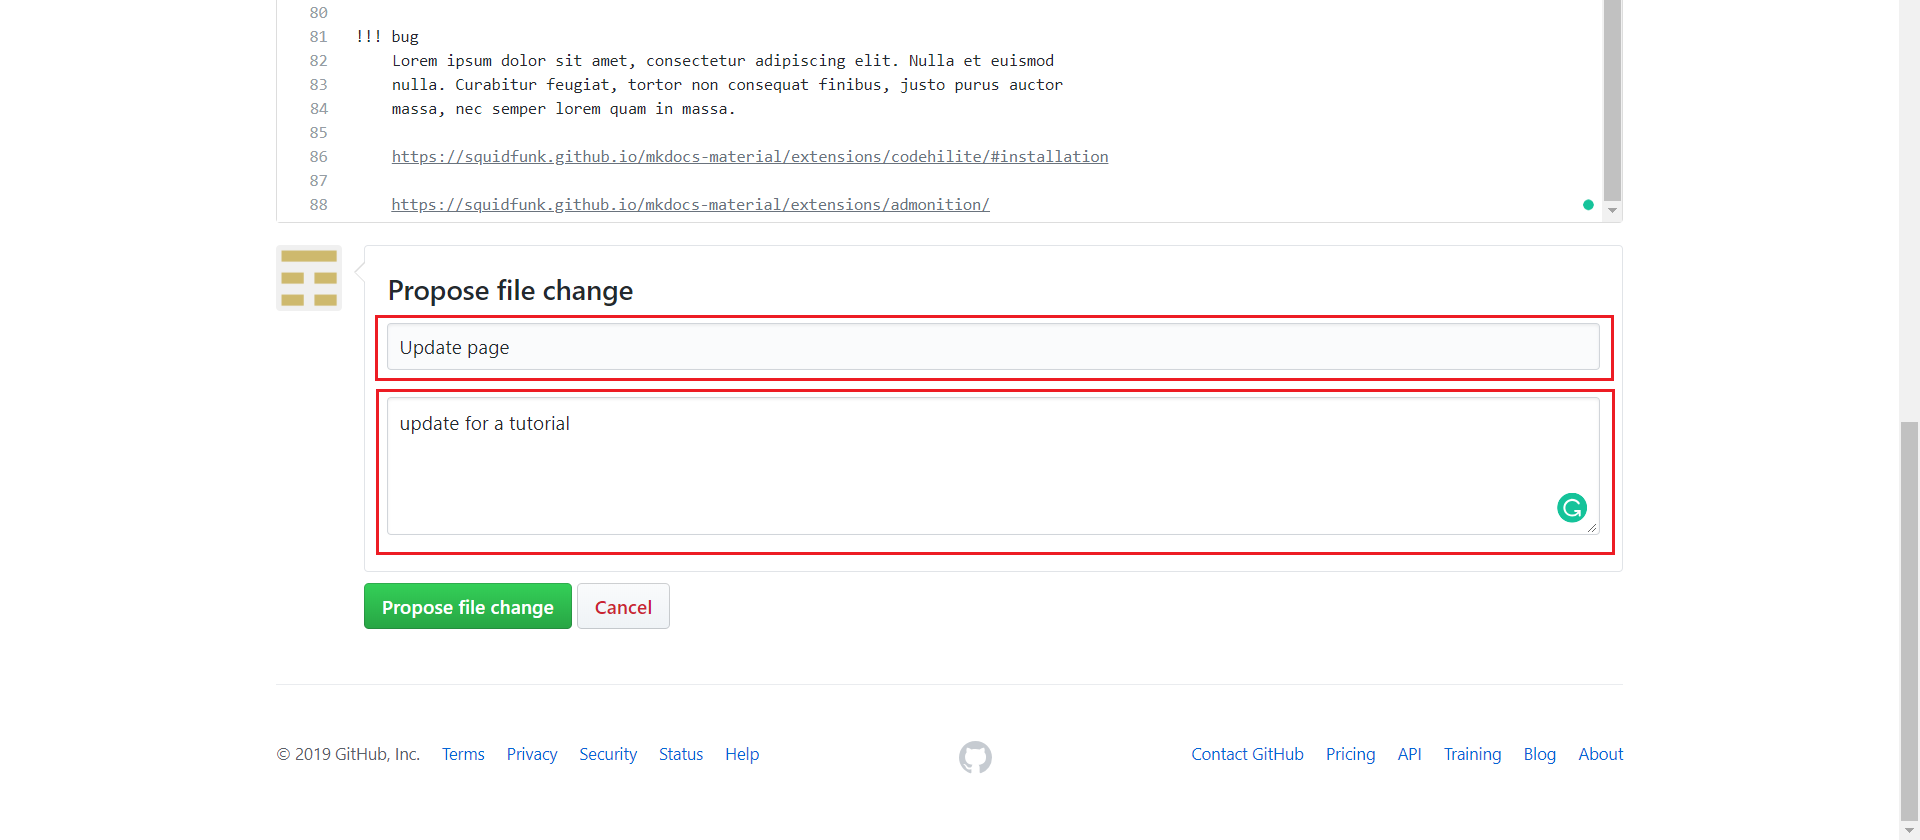 80
81 !!! bug
82 Lorem ipsum dolor sit amet, consectetur adipiscing elit. Nulla et euismod
83 nulla. Curabitur feugiat, tortor non consequat finibus, justo purus auctor
84 massa, nec semper lorem quam in massa.
85
86 https://squidfunk.github.io/mkdocs-material/extensions/codehilite/#installation
87
88 https://squidfunk.github.io/mkdocs-material/extensions/admonition/
Propose file change
Update page
update for a tutorial
Propose file change Cancel
© 2019 GitHub, Inc. Terms Privacy Security Status Help Contact GitHub Pricing API Training Blog About